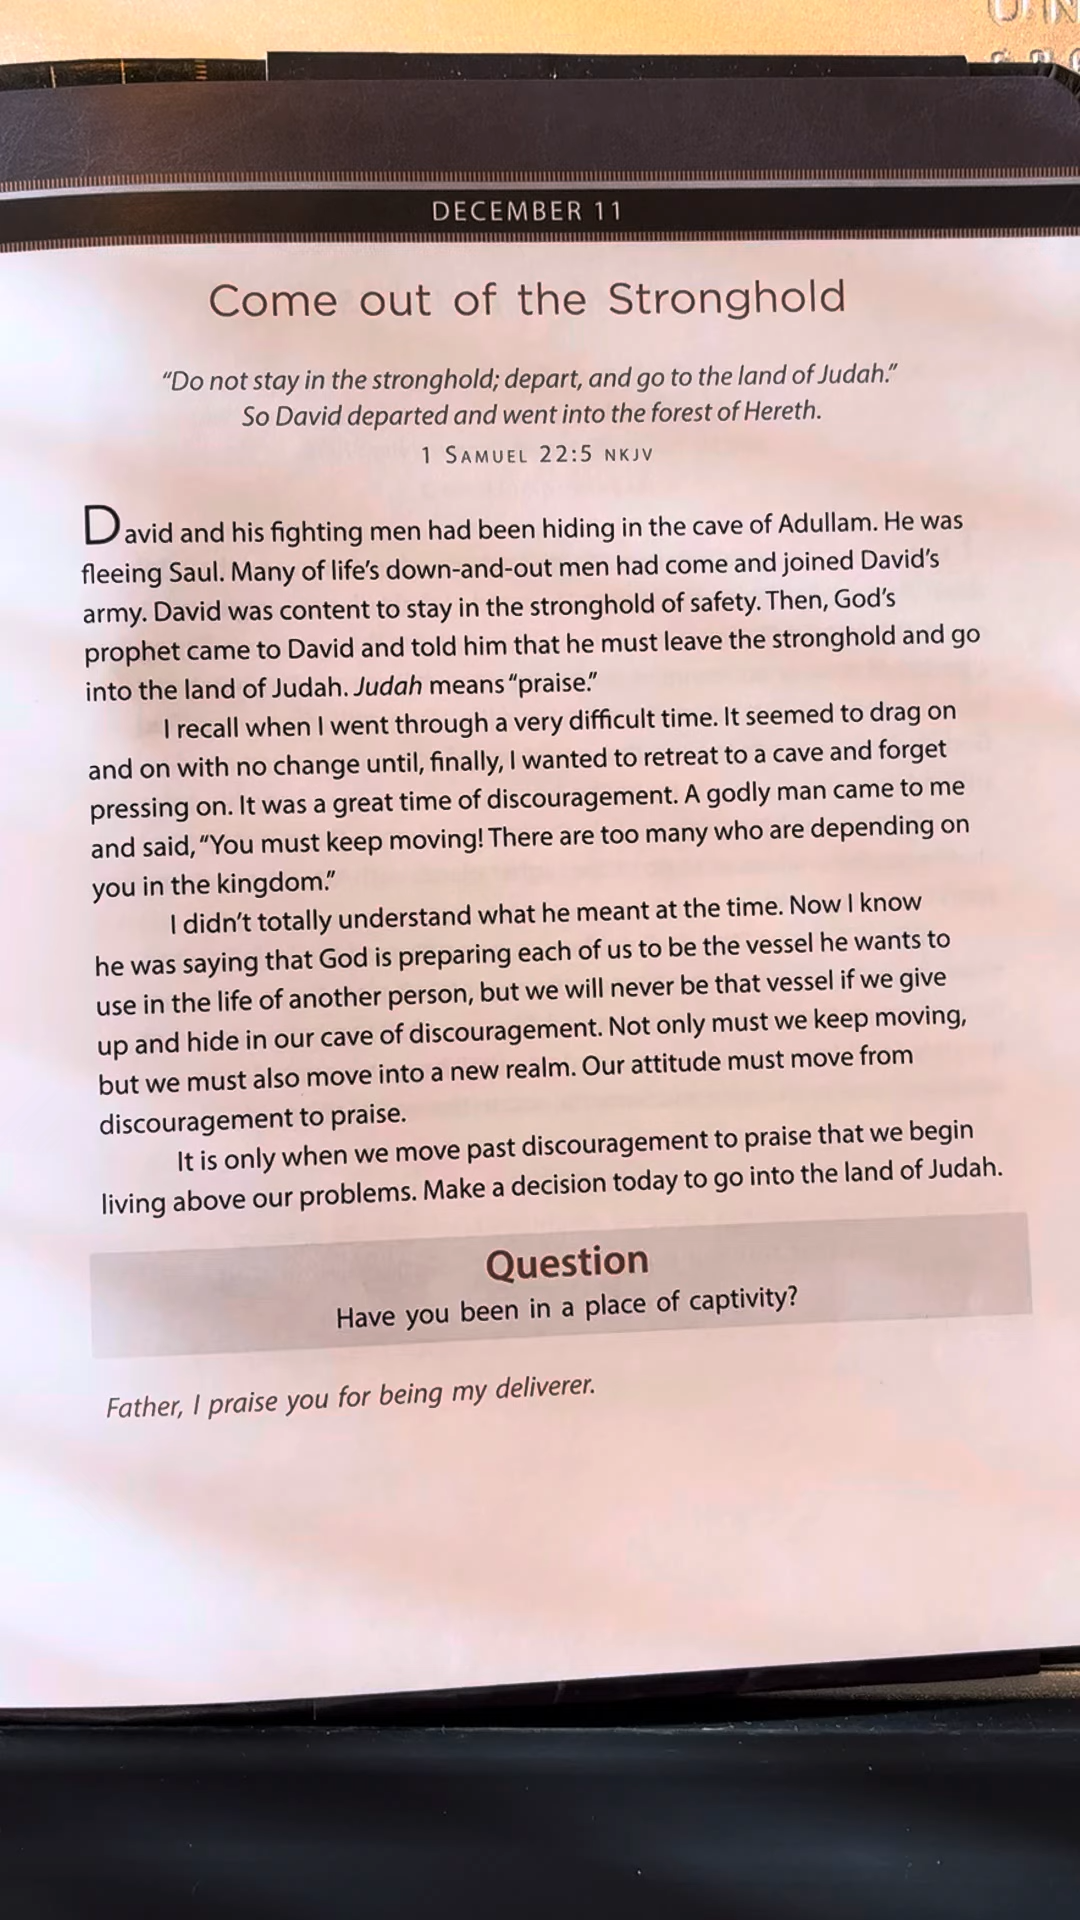 DECEMBER 11
Come out of the Stronghold
“Do not stay in the stronghold; depart, and go to the land of Judah.”
So David departed and went into the forest of Hereth.
1 SAMUEL 22:5 NKJV
David and his fighting men had been hiding in the cave of Adullam. He was
fleeing Saul. Many of life’s down-and-out men had come and joined David’s
army. David was content to stay in the stronghold of safety. Then, God’s
prophet came to David and told him that he must leave the stronghold and go
into the land of Judah. Judah means “praise.”
I recall when I went through a very difficult time. It seemed to drag on
and on with no change until, finally, I wanted to retreat to a cave and forget
pressing on. It was a great time of discouragement. A godly man came to me
and said, “You must keep moving! There are too many who are depending on
you in the kingdom.”
I didn’t totally understand what he meant at the time. Now I know
he was saying that God is preparing each of us to be the vessel he wants to
use in the life of another person, but we will never be that vessel if we give
up and hide in our cave of discouragement. Not only must we keep moving,
but we must also move into a new realm. Our attitude must move from
discouragement to praise.
It is only when we move past discouragement to praise that we begin
living above our problems. Make a decision today to go into the land of Judah.
Question
Have you been in a place of captivity?
Father, I praise you for being my deliverer.